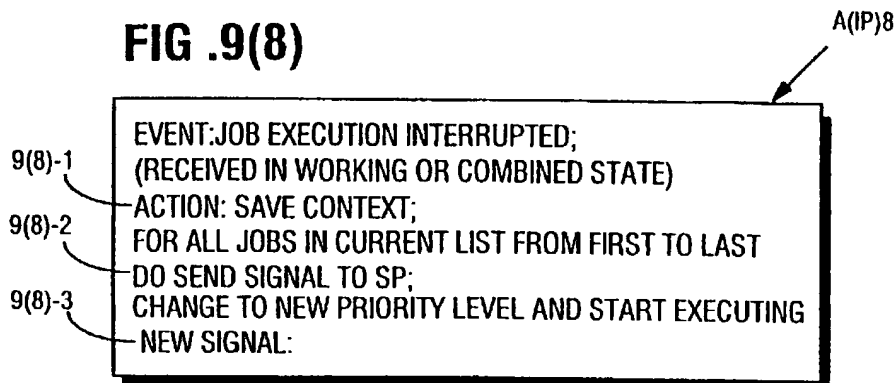 A(IP)8
FIG .9(8)
EVENT:JOB EXECUTION INTERRUPTED;
(RECEIVED IN WORKING OR COMBINED STATE)
9(8)-1
ACTION: SAVE CONTEXT;
9(8)-2
FOR ALL JOBS IN CURRENT LIST FROM FIRST TO LAST
DO SEND SIGNAL TO SP;
9(8)-3
CHANGE TO NEW PRIORITY LEVEL AND START EXECUTING
NEW SIGNAL: